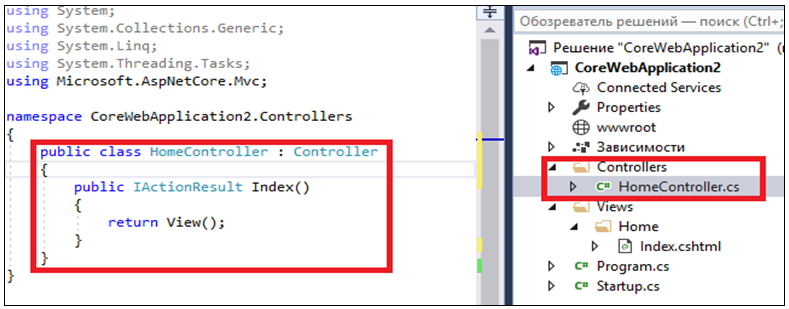 using System;
using System.Collections.Generic;
using System.Linq;
using System.Threading.Tasks;
using Microsoft.AspNetCore.Mvc;
namespace CoreWebApplication2.Controllers
{
public class HomeController : Controller
{
public IActionResult Index()
{
return View();
}
}
}
Обозреватель решений — поиск (Ctrl+;
Решение "CoreWebApplication2" (
CoreWebApplication2
Connected Services
Properties
wwwroot
Зависимости
Controllers
C# HomeController.cs
Views
Home
Index.cshtml
C# Program.cs
C# Startup.cs